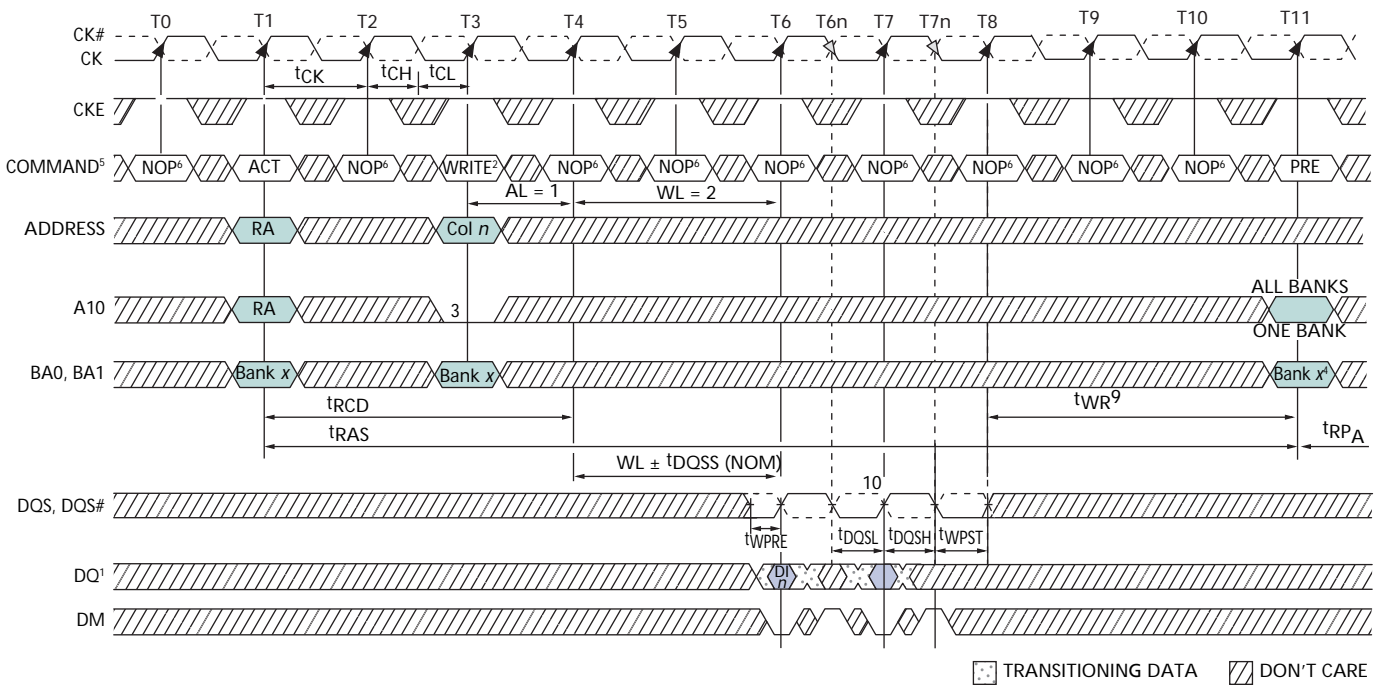 T0 T1 T2 T3 T4 T5 T6 T6n T7 T7n T8 T9 T10 T11
CK#
CK
tCK tCH tCL
CKE
COMMAND5 NOP6 ACT NOP6 WRITE2 NOP6 NOP6 NOP6 NOP6 NOP6 NOP6 NOP6 PRE
AL = 1 WL = 2
ADDRESS RA Col n
ALL BANKS
A10 RA 3
ONE BANK
BA0, BA1 Bank x Bank x Bank x4
tRCD tWR9
tRAS tRPA
WL ± tDQSS (NOM)
10
DQS, DQS#
tWPRE tDQSL tDQSH tWPST
DQ1 DI n
DM
TRANSITIONING DATA DON'T CARE